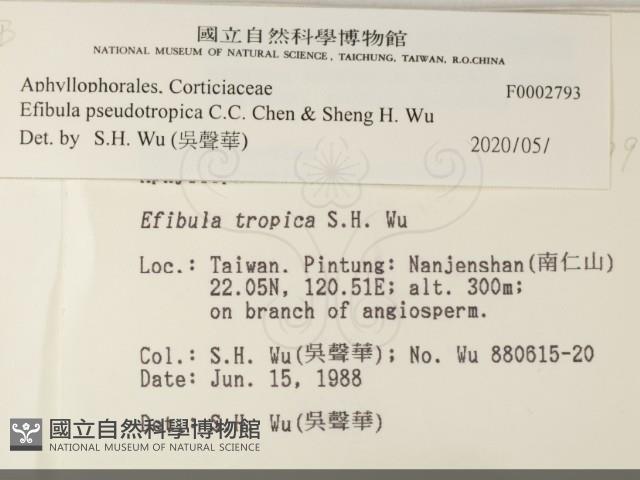 國立自然科學博物館
NATIONAL MUSEUM OF NATURAL SCIENCE, TAICHUNG, TAIWAN, R.O.CHINA
Aphyllophorales, Corticiaceae F0002793
Efibula pseudotropica C.C. Chen & Sheng H. Wu
Det. by S.H. Wu (吳聲華) 2020/05/
Efibula tropica S.H. Wu
Loc.: Taiwan. Pintung: Nanjenshan(南仁山)
22.05N, 120.51E; alt. 300m;
on branch of angiosperm.
Col.: S.H. Wu(吳聲華); No. Wu 880615-20
Date: Jun. 15, 1988
Det.: S.H. Wu(吳聲華)
國立自然科學博物館
NATIONAL MUSEUM OF NATURAL SCIENCE